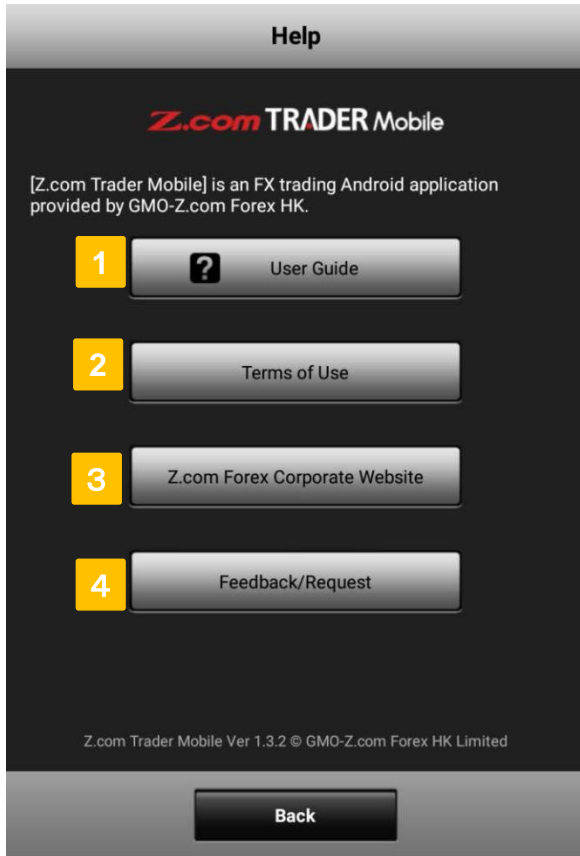 Help
Z.com TRADER Mobile
[Z.com Trader Mobile] is an FX trading Android application
provided by GMO-Z.com Forex HK.
1
? User Guide
2
Terms of Use
3
Z.com Forex Corporate Website
4
Feedback/Request
Z.com Trader Mobile Ver 1.3.2 © GMO-Z.com Forex HK Limited
Back